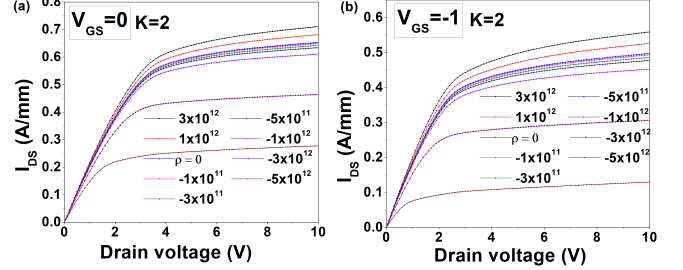 (a)
V_GS=0 K=2
I_DS (A/mm)
0.8
0.7
0.6
0.5
0.4
0.3
0.2
0.1
0.0
3x10^12
1x10^12
ρ = 0
-1x10^11
-3x10^11
-5x10^11
-1x10^12
-3x10^12
-5x10^12
0 2 4 6 8 10
Drain voltage (V)
(b)
V_GS=-1 K=2
I_DS (A/mm)
0.6
0.5
0.4
0.3
0.2
0.1
0.0
3x10^12
1x10^12
ρ = 0
-1x10^11
-3x10^11
-5x10^11
-1x10^12
-3x10^12
-5x10^12
0 2 4 6 8 10
Drain voltage (V)